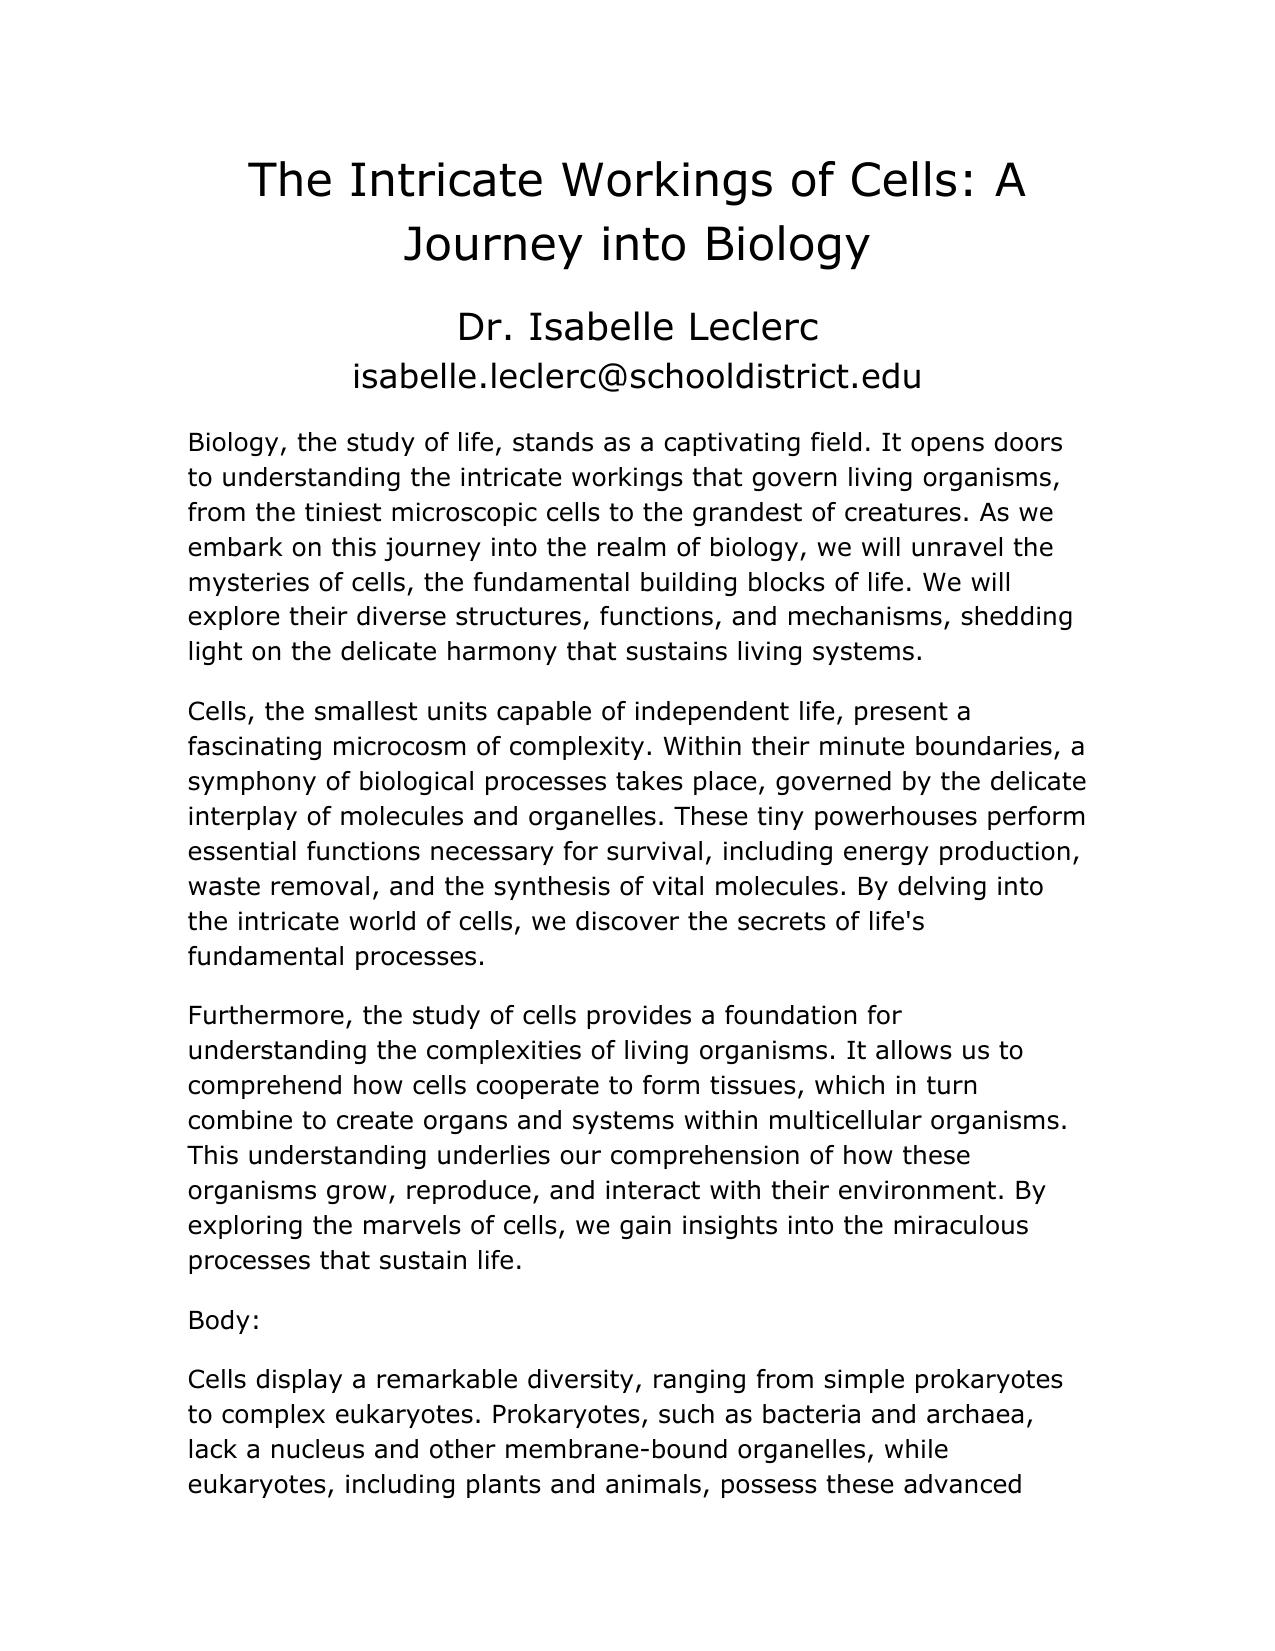 The Intricate Workings of Cells: A
Journey into Biology
Dr. Isabelle Leclerc
isabelle.leclerc@schooldistrict.edu
Biology, the study of life, stands as a captivating field. It opens doors
to understanding the intricate workings that govern living organisms,
from the tiniest microscopic cells to the grandest of creatures. As we
embark on this journey into the realm of biology, we will unravel the
mysteries of cells, the fundamental building blocks of life. We will
explore their diverse structures, functions, and mechanisms, shedding
light on the delicate harmony that sustains living systems.
Cells, the smallest units capable of independent life, present a
fascinating microcosm of complexity. Within their minute boundaries, a
symphony of biological processes takes place, governed by the delicate
interplay of molecules and organelles. These tiny powerhouses perform
essential functions necessary for survival, including energy production,
waste removal, and the synthesis of vital molecules. By delving into
the intricate world of cells, we discover the secrets of life's
fundamental processes.
Furthermore, the study of cells provides a foundation for
understanding the complexities of living organisms. It allows us to
comprehend how cells cooperate to form tissues, which in turn
combine to create organs and systems within multicellular organisms.
This understanding underlies our comprehension of how these
organisms grow, reproduce, and interact with their environment. By
exploring the marvels of cells, we gain insights into the miraculous
processes that sustain life.
Body:
Cells display a remarkable diversity, ranging from simple prokaryotes
to complex eukaryotes. Prokaryotes, such as bacteria and archaea,
lack a nucleus and other membrane-bound organelles, while
eukaryotes, including plants and animals, possess these advanced